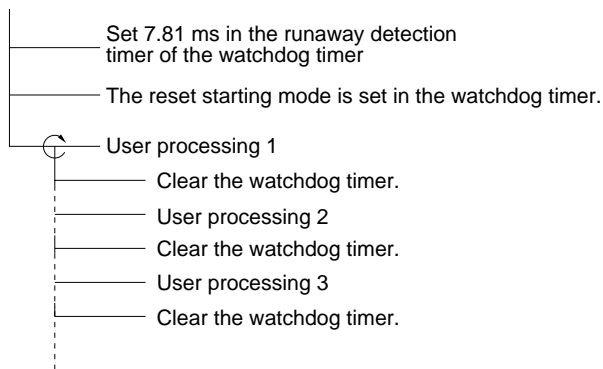 Set 7.81 ms in the runaway detection
timer of the watchdog timer
The reset starting mode is set in the watchdog timer.
User processing 1
Clear the watchdog timer.
User processing 2
Clear the watchdog timer.
User processing 3
Clear the watchdog timer.